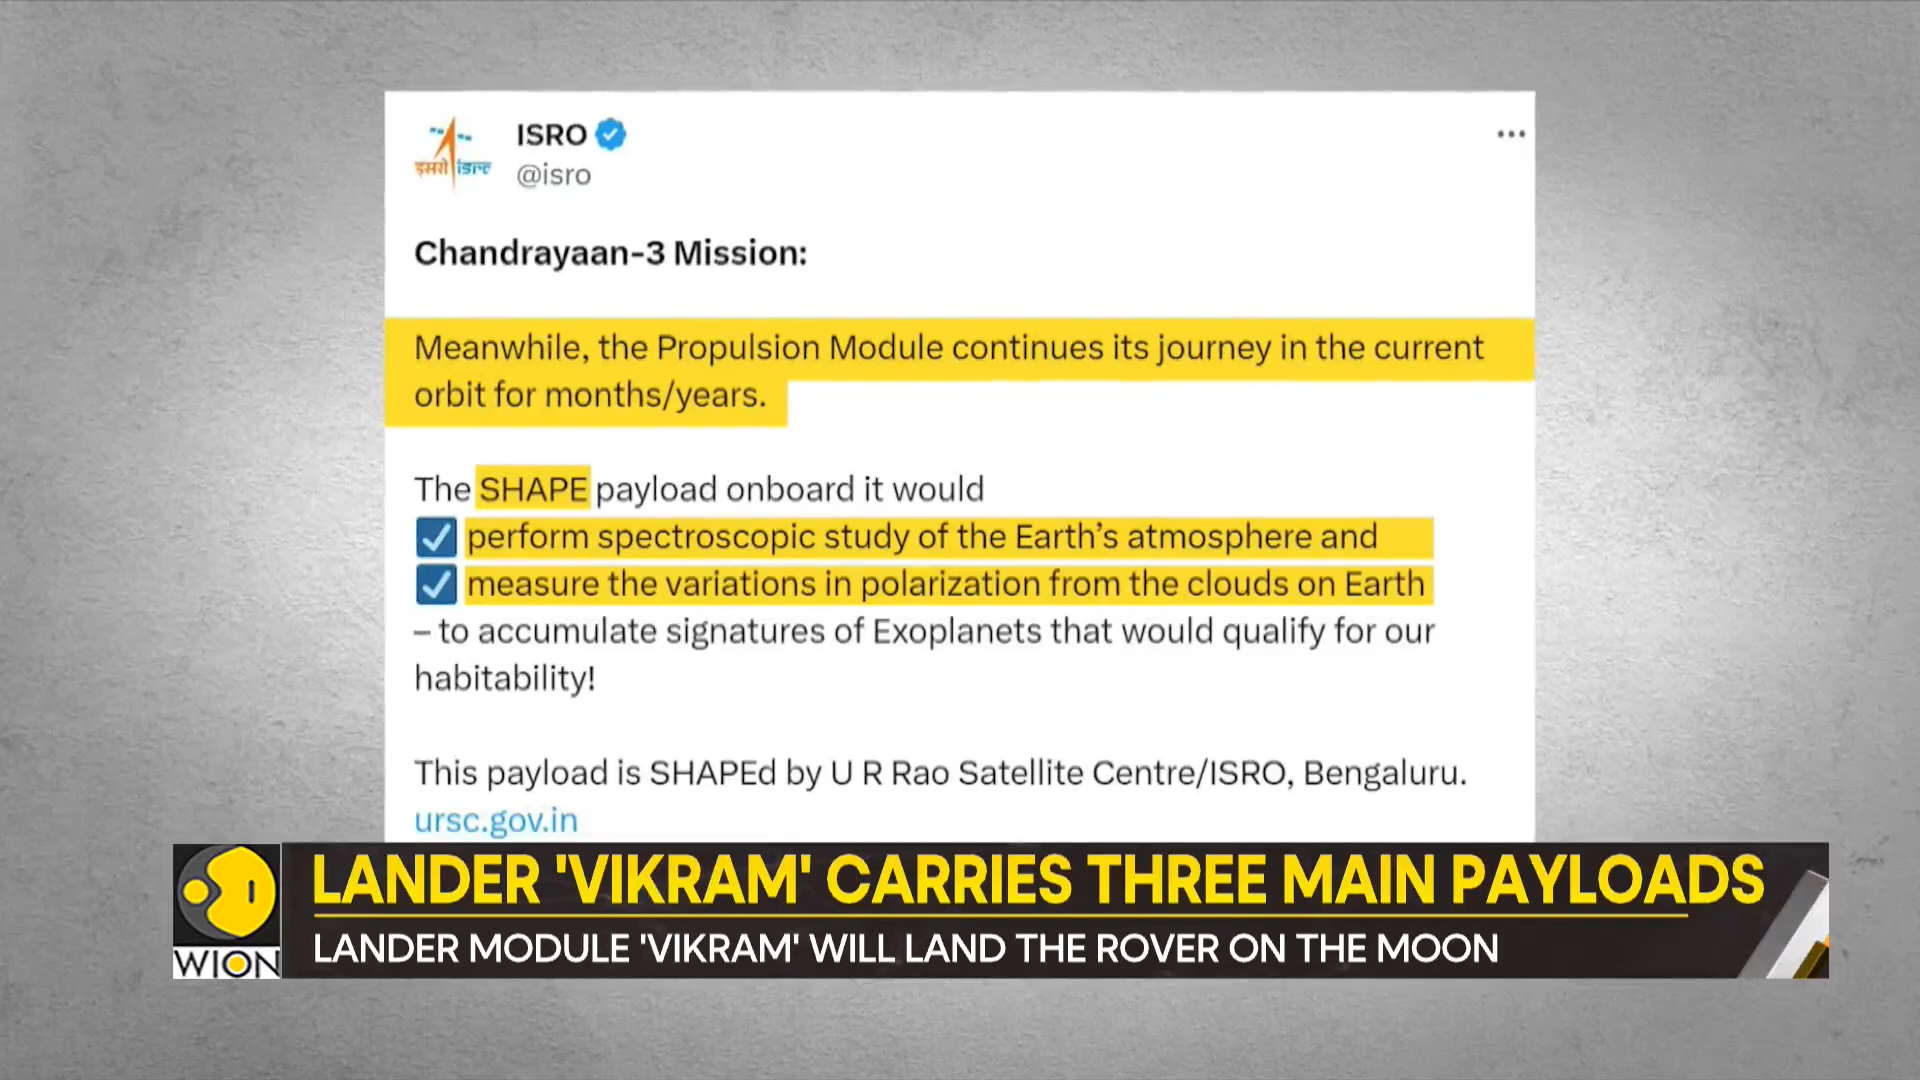 इसरो इसरो
ISRO
@isro
Chandrayaan-3 Mission:
Meanwhile, the Propulsion Module continues its journey in the current
orbit for months/years.
The SHAPE payload onboard it would
perform spectroscopic study of the Earth’s atmosphere and
measure the variations in polarization from the clouds on Earth
– to accumulate signatures of Exoplanets that would qualify for our
habitability!
This payload is SHAPEd by U R Rao Satellite Centre/ISRO, Bengaluru.
ursc.gov.in
LANDER 'VIKRAM' CARRIES THREE MAIN PAYLOADS
LANDER MODULE 'VIKRAM' WILL LAND THE ROVER ON THE MOON
WION